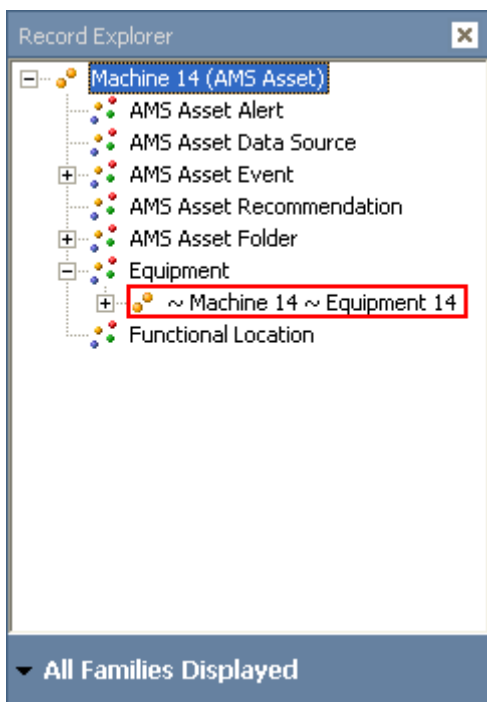 Record Explorer
Machine 14 (AMS Asset)
AMS Asset Alert
AMS Asset Data Source
AMS Asset Event
AMS Asset Recommendation
AMS Asset Folder
Equipment
~ Machine 14 ~ Equipment 14
Functional Location
All Families Displayed